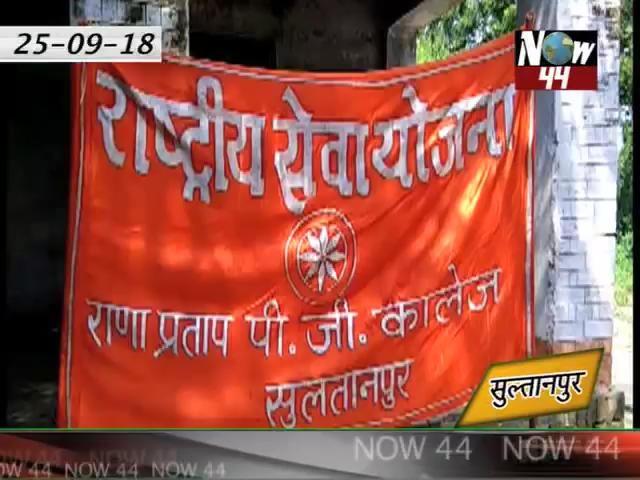 25-09-18
NOW
44
राष्ट्रीय सेवा योजना
राणा प्रताप पी. जी. कालेज
सुलतानपुर
सुल्तानपुर
NOW 44 NOW 44
NOW 44 NOW 44 NOW 44